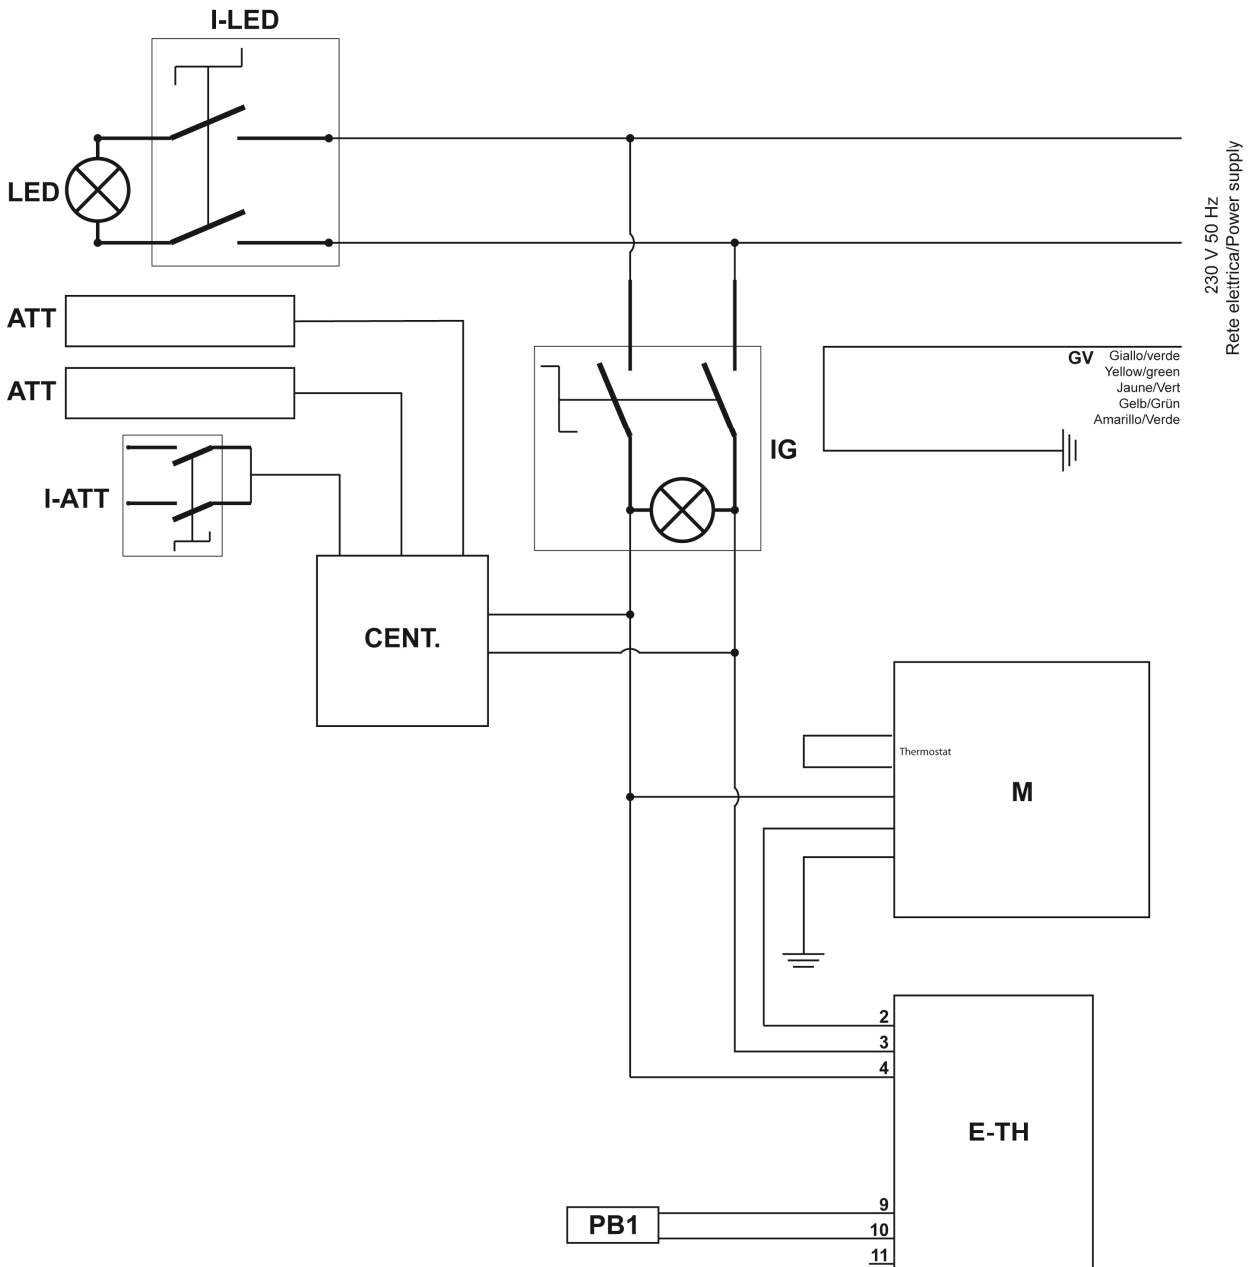 I-LED
LED
230 V 50 Hz
Rete elettrica/Power supply
ATT
ATT
GV Giallo/verde
Yellow/green
Jaune/Vert
Gelb/Grün
Amarillo/Verde
IG
I-ATT
CENT.
Thermostat
M
2
3
4
E-TH
9
PB1
10
11